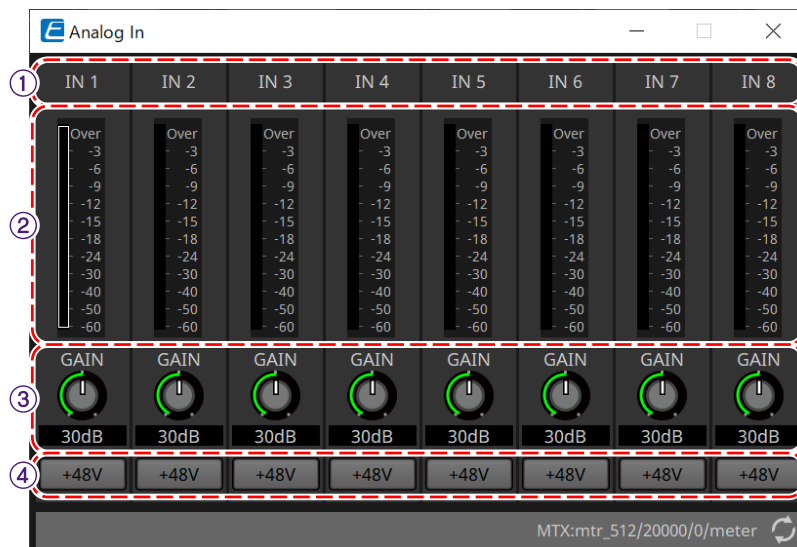 E Analog In
① IN 1 IN 2 IN 3 IN 4 IN 5 IN 6 IN 7 IN 8
② Over Over Over Over Over Over Over Over
-3 -3 -3 -3 -3 -3 -3 -3
-6 -6 -6 -6 -6 -6 -6 -6
-9 -9 -9 -9 -9 -9 -9 -9
-12 -12 -12 -12 -12 -12 -12 -12
-15 -15 -15 -15 -15 -15 -15 -15
-18 -18 -18 -18 -18 -18 -18 -18
-24 -24 -24 -24 -24 -24 -24 -24
-30 -30 -30 -30 -30 -30 -30 -30
-40 -40 -40 -40 -40 -40 -40 -40
-50 -50 -50 -50 -50 -50 -50 -50
-60 -60 -60 -60 -60 -60 -60 -60
③ GAIN GAIN GAIN GAIN GAIN GAIN GAIN GAIN
30dB 30dB 30dB 30dB 30dB 30dB 30dB 30dB
④ +48V +48V +48V +48V +48V +48V +48V +48V
MTX:mtr_512/20000/0/meter